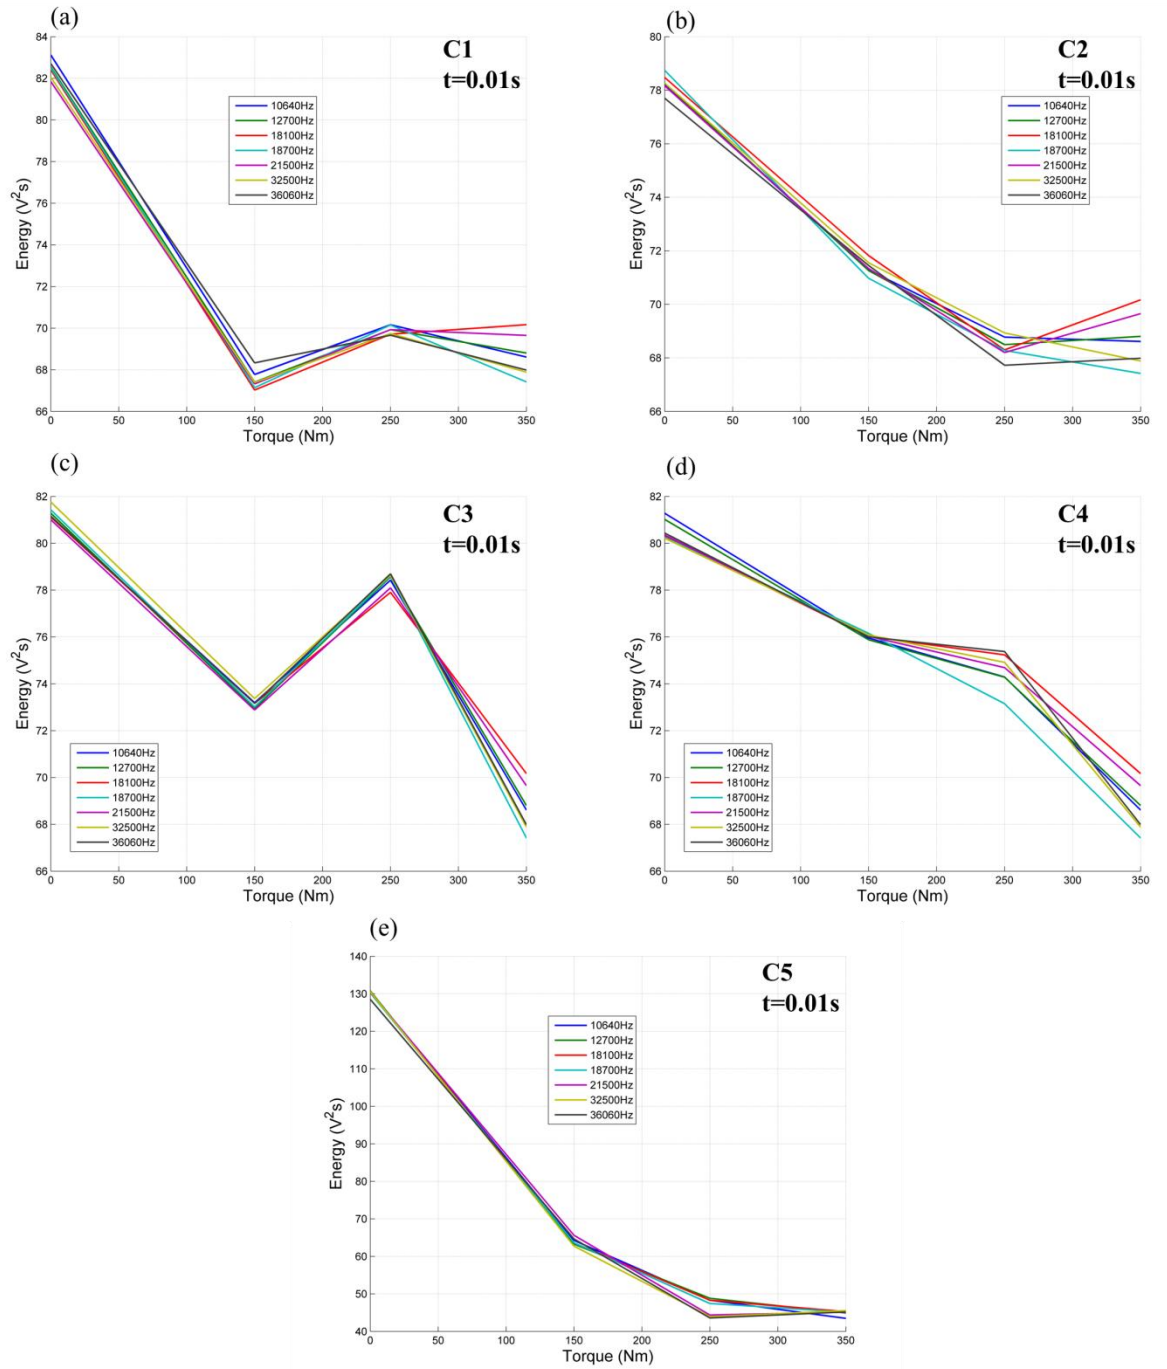 (a)
C1
t=0.01s
84
82
80
78
76
74
72
70
68
66
Energy (V²s)
10640Hz
12700Hz
18100Hz
18700Hz
21500Hz
32500Hz
36060Hz
0 50 100 150 200 250 300 350
Torque (Nm)
(b)
C2
t=0.01s
80
78
76
74
72
70
68
66
Energy (V²s)
10640Hz
12700Hz
18100Hz
18700Hz
21500Hz
32500Hz
36060Hz
0 50 100 150 200 250 300 350
Torque (Nm)
(c)
C3
t=0.01s
82
80
78
76
74
72
70
68
66
Energy (V²s)
10640Hz
12700Hz
18100Hz
18700Hz
21500Hz
32500Hz
36060Hz
0 50 100 150 200 250 300 350
Torque (Nm)
(d)
C4
t=0.01s
82
80
78
76
74
72
70
68
66
Energy (V²s)
10640Hz
12700Hz
18100Hz
18700Hz
21500Hz
32500Hz
36060Hz
0 50 100 150 200 250 300 350
Torque (Nm)
(e)
C5
t=0.01s
140
130
120
110
100
90
80
70
60
50
40
Energy (V²s)
10640Hz
12700Hz
18100Hz
18700Hz
21500Hz
32500Hz
36060Hz
0 50 100 150 200 250 300 350
Torque (Nm)